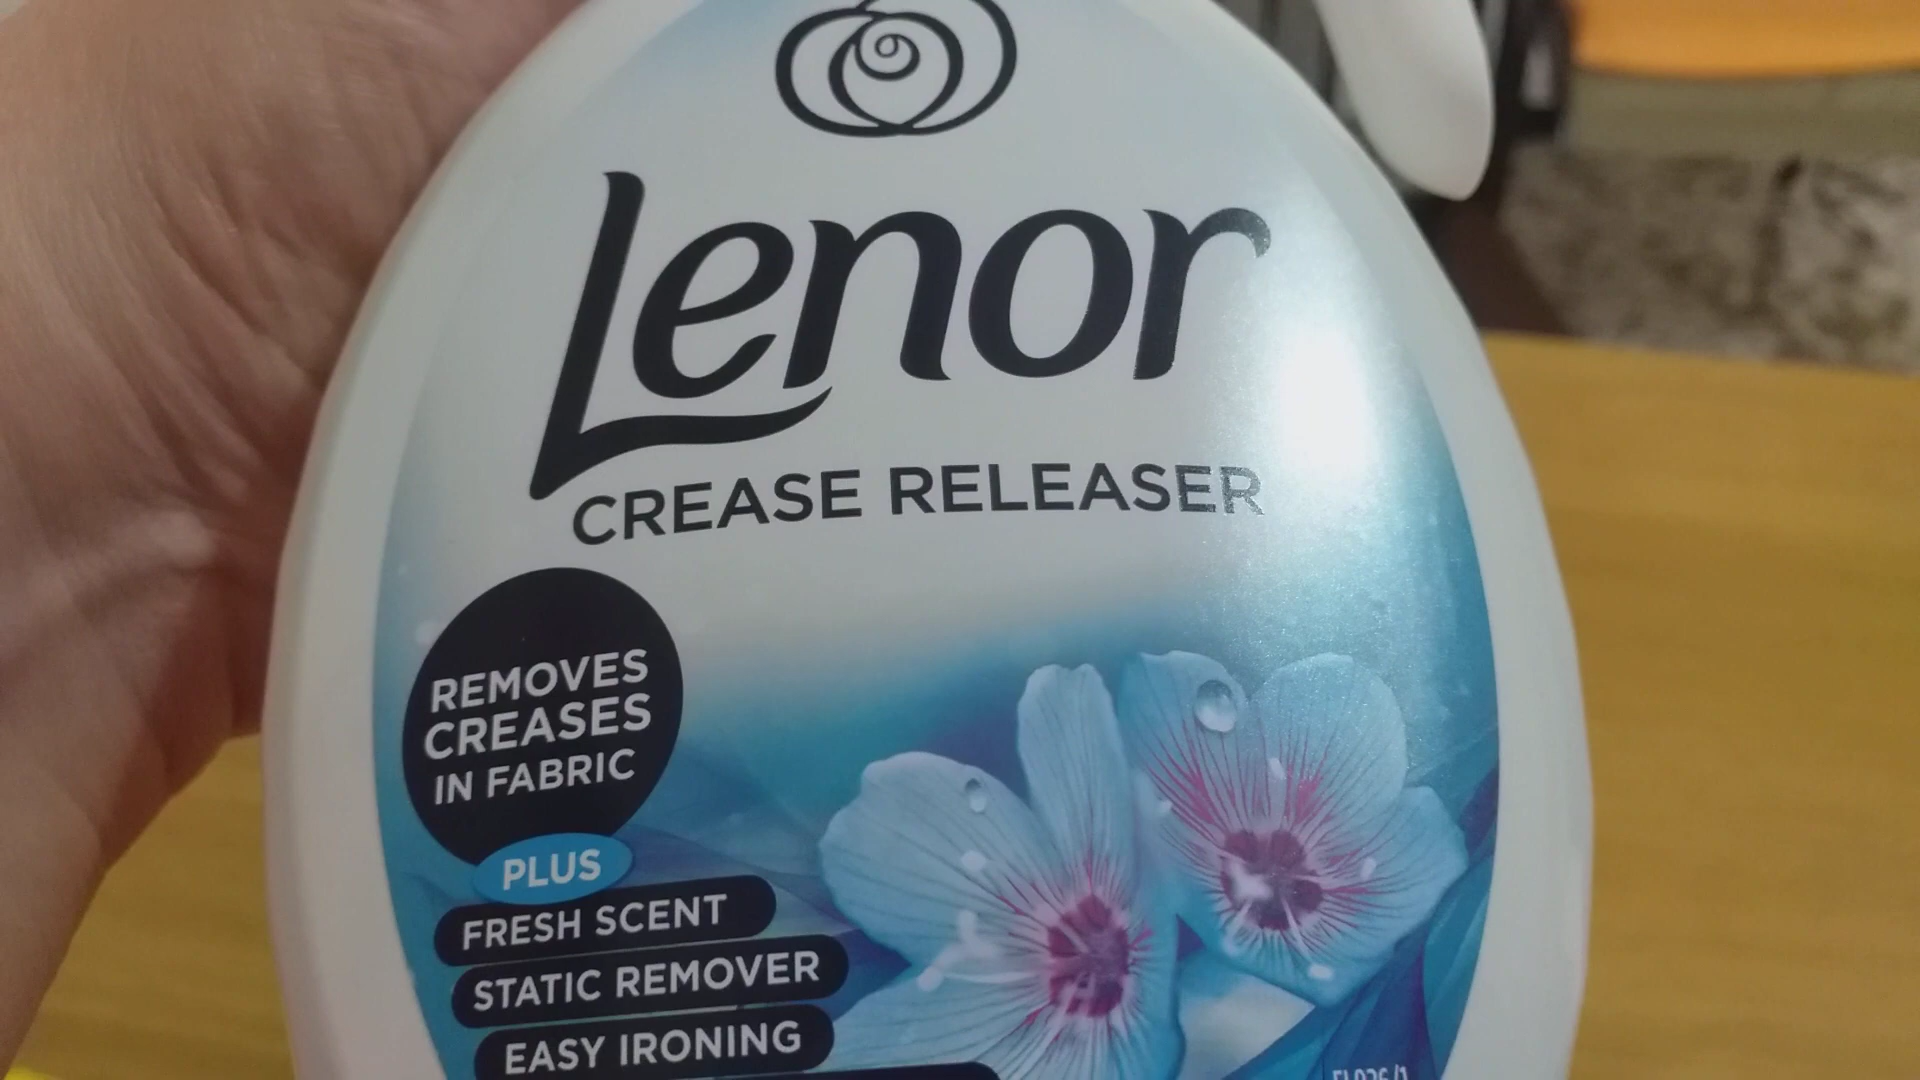 Lenor
CREASE RELEASER
REMOVES
CREASES
IN FABRIC
PLUS
FRESH SCENT
STATIC REMOVER
EASY IRONING